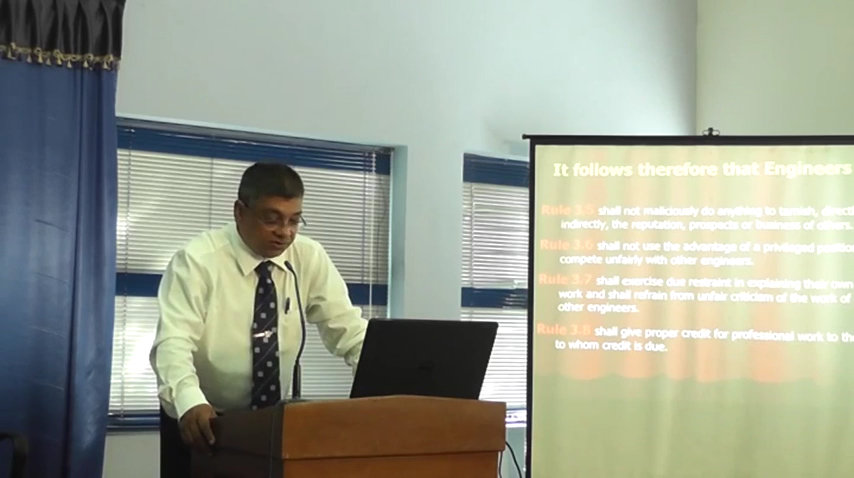 It follows therefore that Engineers
Rule 3.5 shall not maliciously do anything to tarnish, directl
indirectly, the reputation, prospects or business of others.
Rule 3.6 shall not use the advantage of a privileged position
compete unfairly with other engineers.
Rule 3.7 shall exercise due restraint in explaining their own
work and shall refrain from unfair criticism of the work of
other engineers.
Rule 3.8 shall give proper credit for professional work to tho
to whom credit is due.